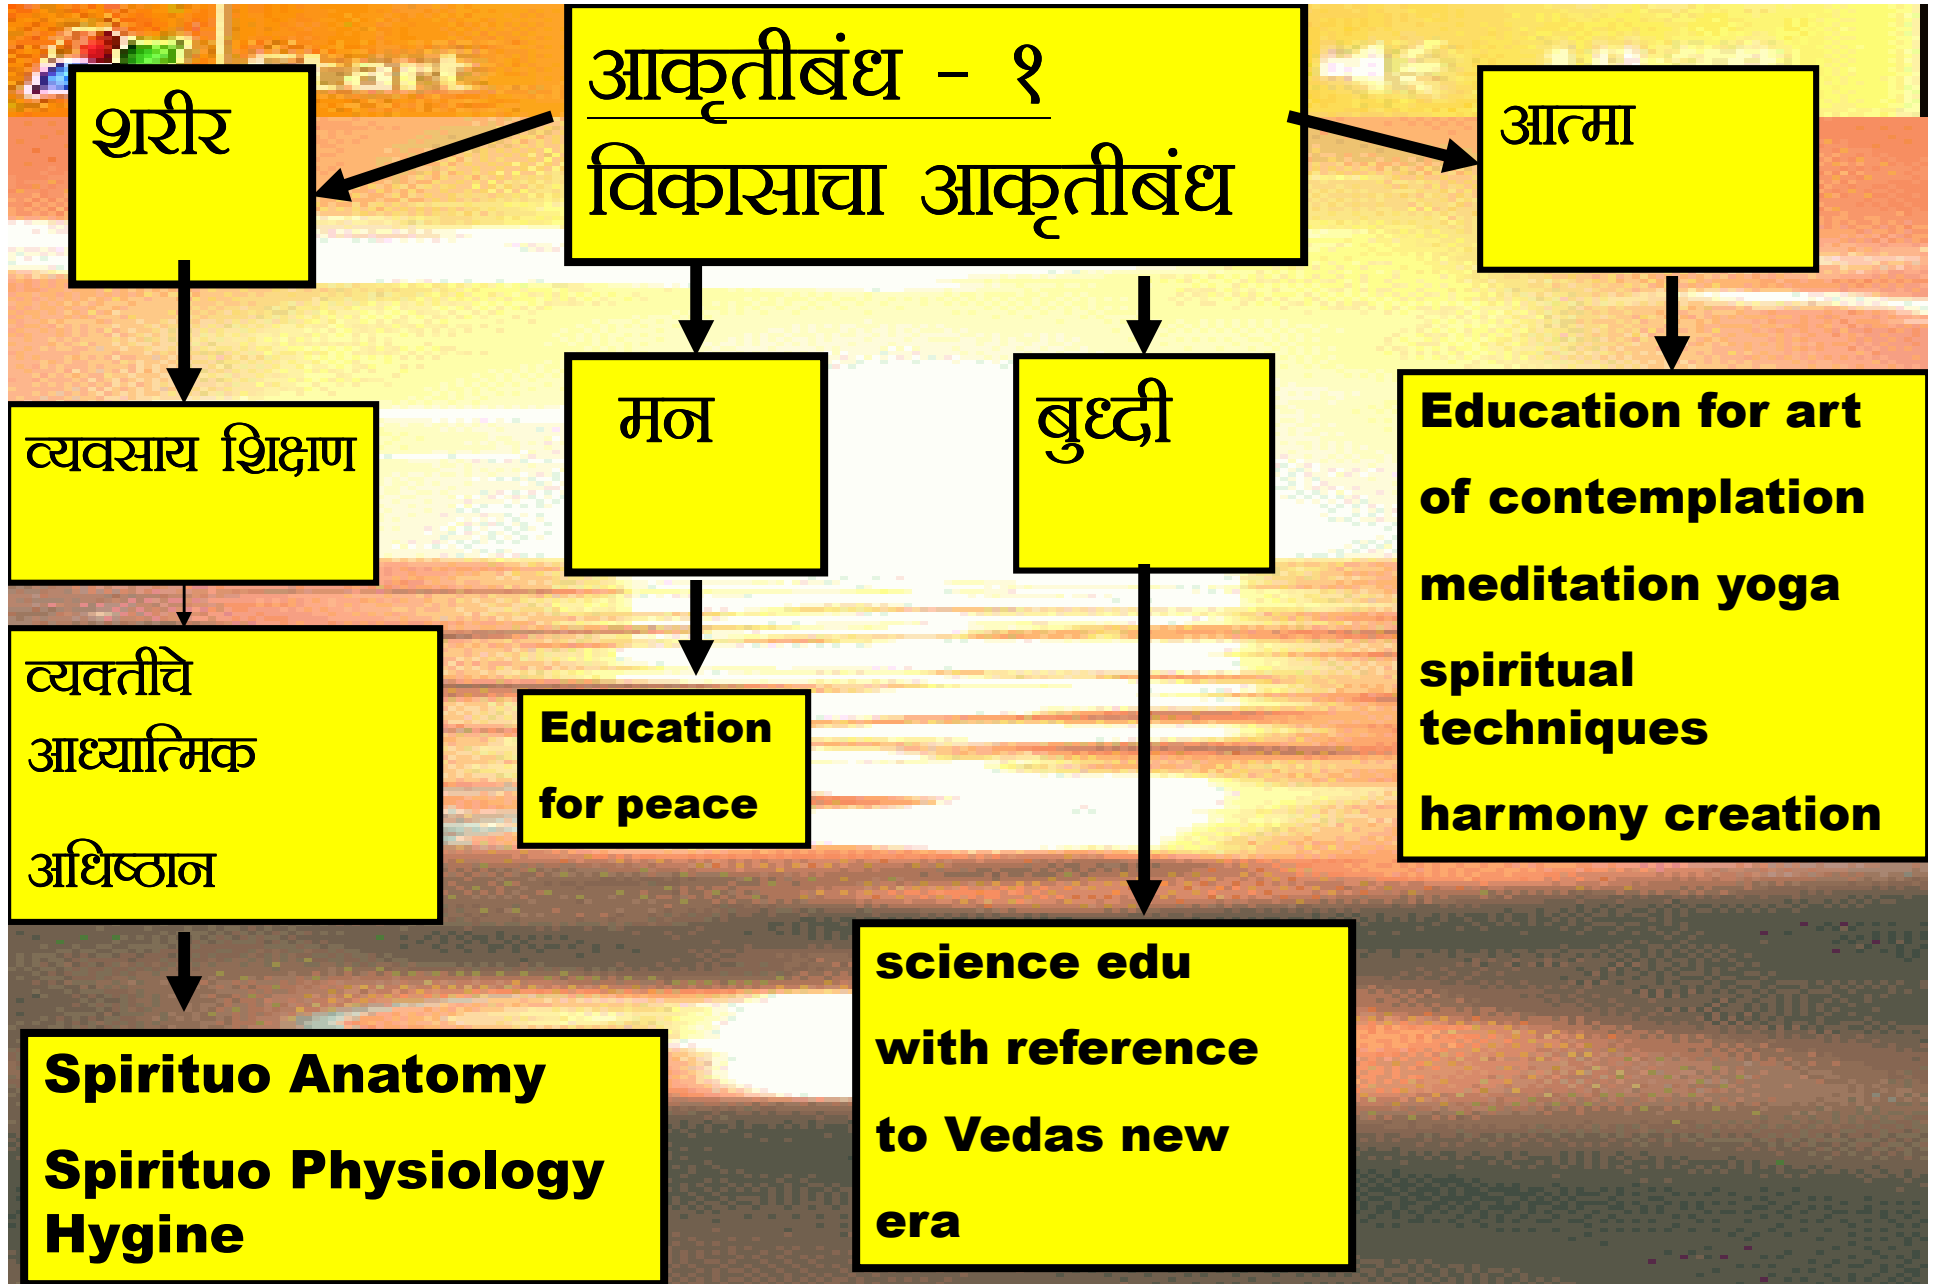 आकृतीबंध - १
विकासाचा आकृतीबंध
शरीर
आत्मा
व्यवसाय शिक्षण
मन
बुध्दी
Education for art
of contemplation
meditation yoga
spiritual
techniques
harmony creation
व्यक्तीचे
आध्यात्मिक
अधिष्ठान
Education
for peace
science edu
with reference
to Vedas new
era
Spirituo Anatomy
Spirituo Physiology
Hygine